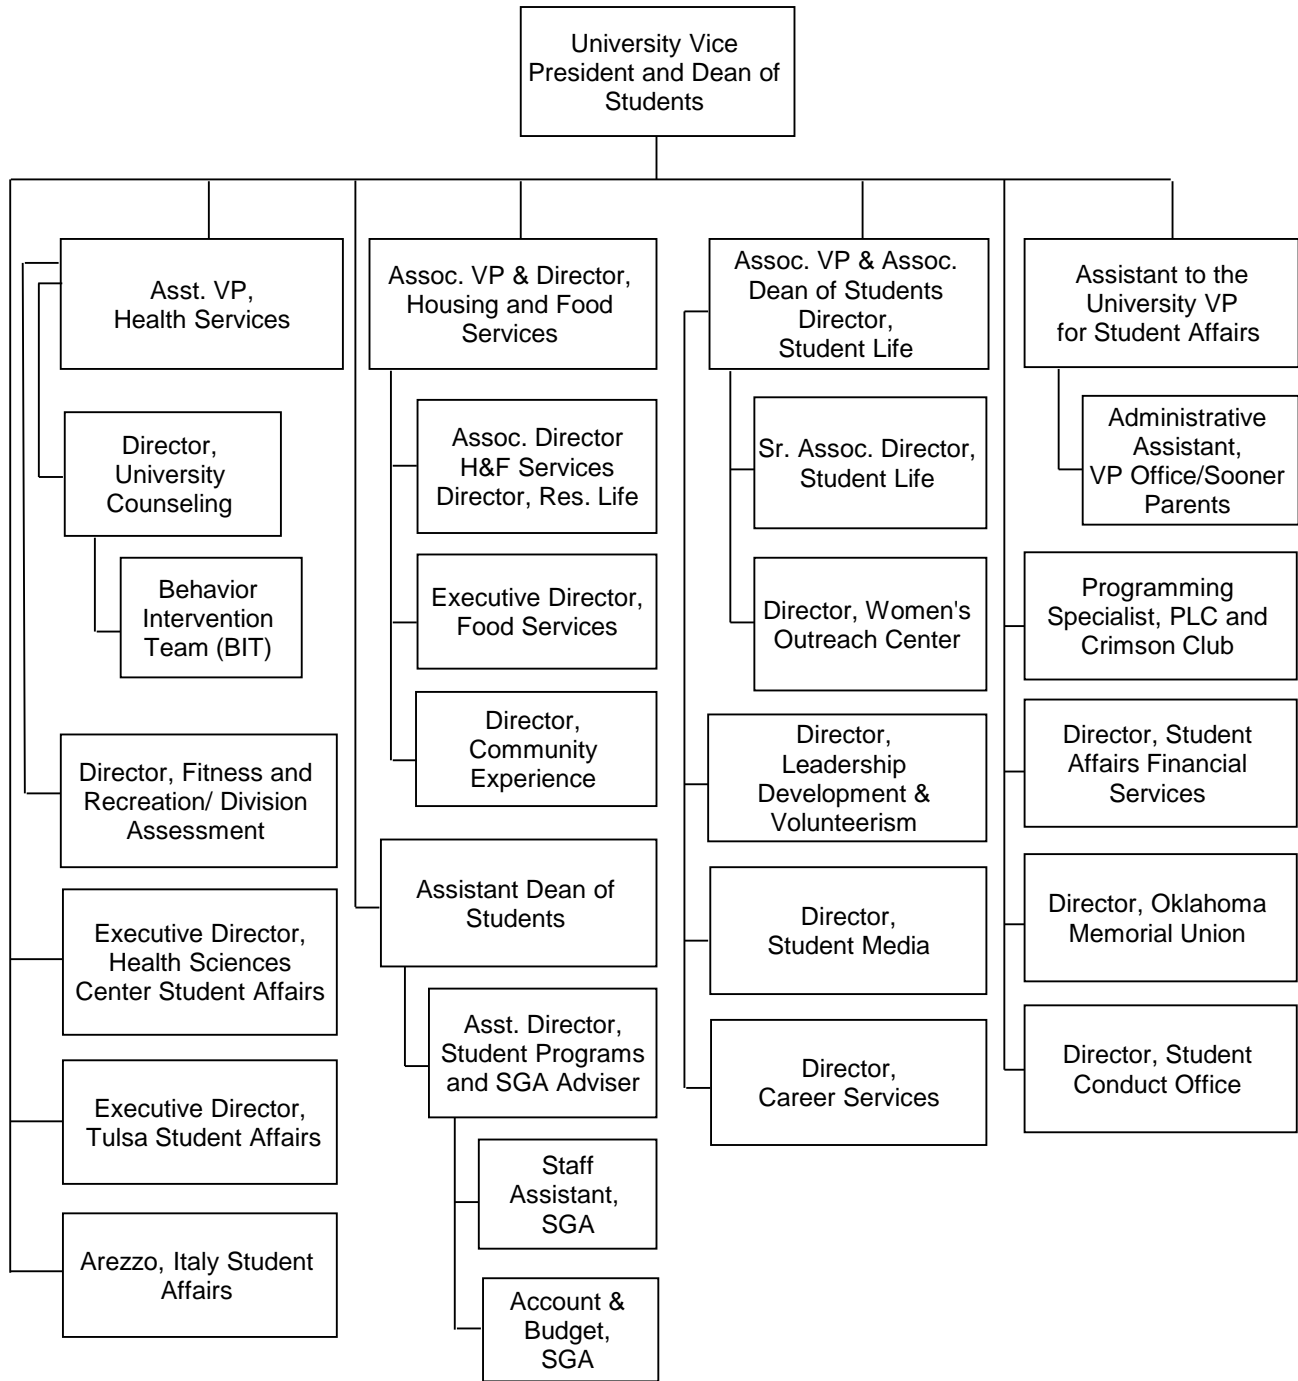 University Vice
President and Dean of
Students
Asst. VP,
Health Services
Director,
University
Counseling
Behavior
Intervention
Team (BIT)
Director, Fitness and
Recreation/ Division
Assessment
Executive Director,
Health Sciences
Center Student Affairs
Executive Director,
Tulsa Student Affairs
Arezzo, Italy Student
Affairs
Assoc. VP & Director,
Housing and Food
Services
Assoc. Director
H&F Services
Director, Res. Life
Executive Director,
Food Services
Director,
Community
Experience
Assistant Dean of
Students
Asst. Director,
Student Programs
and SGA Adviser
Staff
Assistant,
SGA
Account &
Budget,
SGA
Assoc. VP & Assoc.
Dean of Students
Director,
Student Life
Sr. Assoc. Director,
Student Life
Director, Women's
Outreach Center
Director,
Leadership
Development &
Volunteerism
Director,
Student Media
Director,
Career Services
Assistant to the
University VP
for Student Affairs
Administrative
Assistant,
VP Office/Sooner
Parents
Programming
Specialist, PLC and
Crimson Club
Director, Student
Affairs Financial
Services
Director, Oklahoma
Memorial Union
Director, Student
Conduct Office